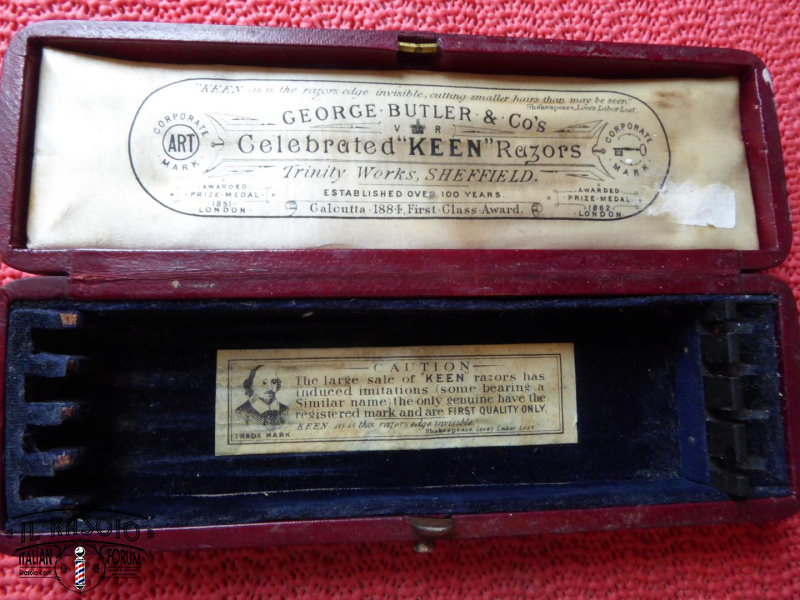 "KEEN as is the razors edge invisible, cutting smaller hairs than may be seen."
Shakespeare, Loves Labor Lost.
GEORGE·BUTLER·&·Co's
V R
Celebrated "KEEN" Razors
Trinity Works, SHEFFIELD.
ESTABLISHED OVER 100 YEARS.
Calcutta·1884, First·Class·Award.
CORPORATE
ART
MARK
AWARDED
PRIZE·MEDAL
1851
LONDON
CORPORATE
MARK
AWARDED
PRIZE·MEDAL
1862
LONDON
CAUTION
The large sale of "KEEN" razors has
induced imitations (some bearing a
Similar name) the only genuine have the
registered mark and are FIRST QUALITY ONLY.
KEEN as is this razors edge invisible.
Shakespeare, Loves Labor Lost.
TRADE MARK
IL RASOIO
ITALIAN FORUM
ilrasoio.com